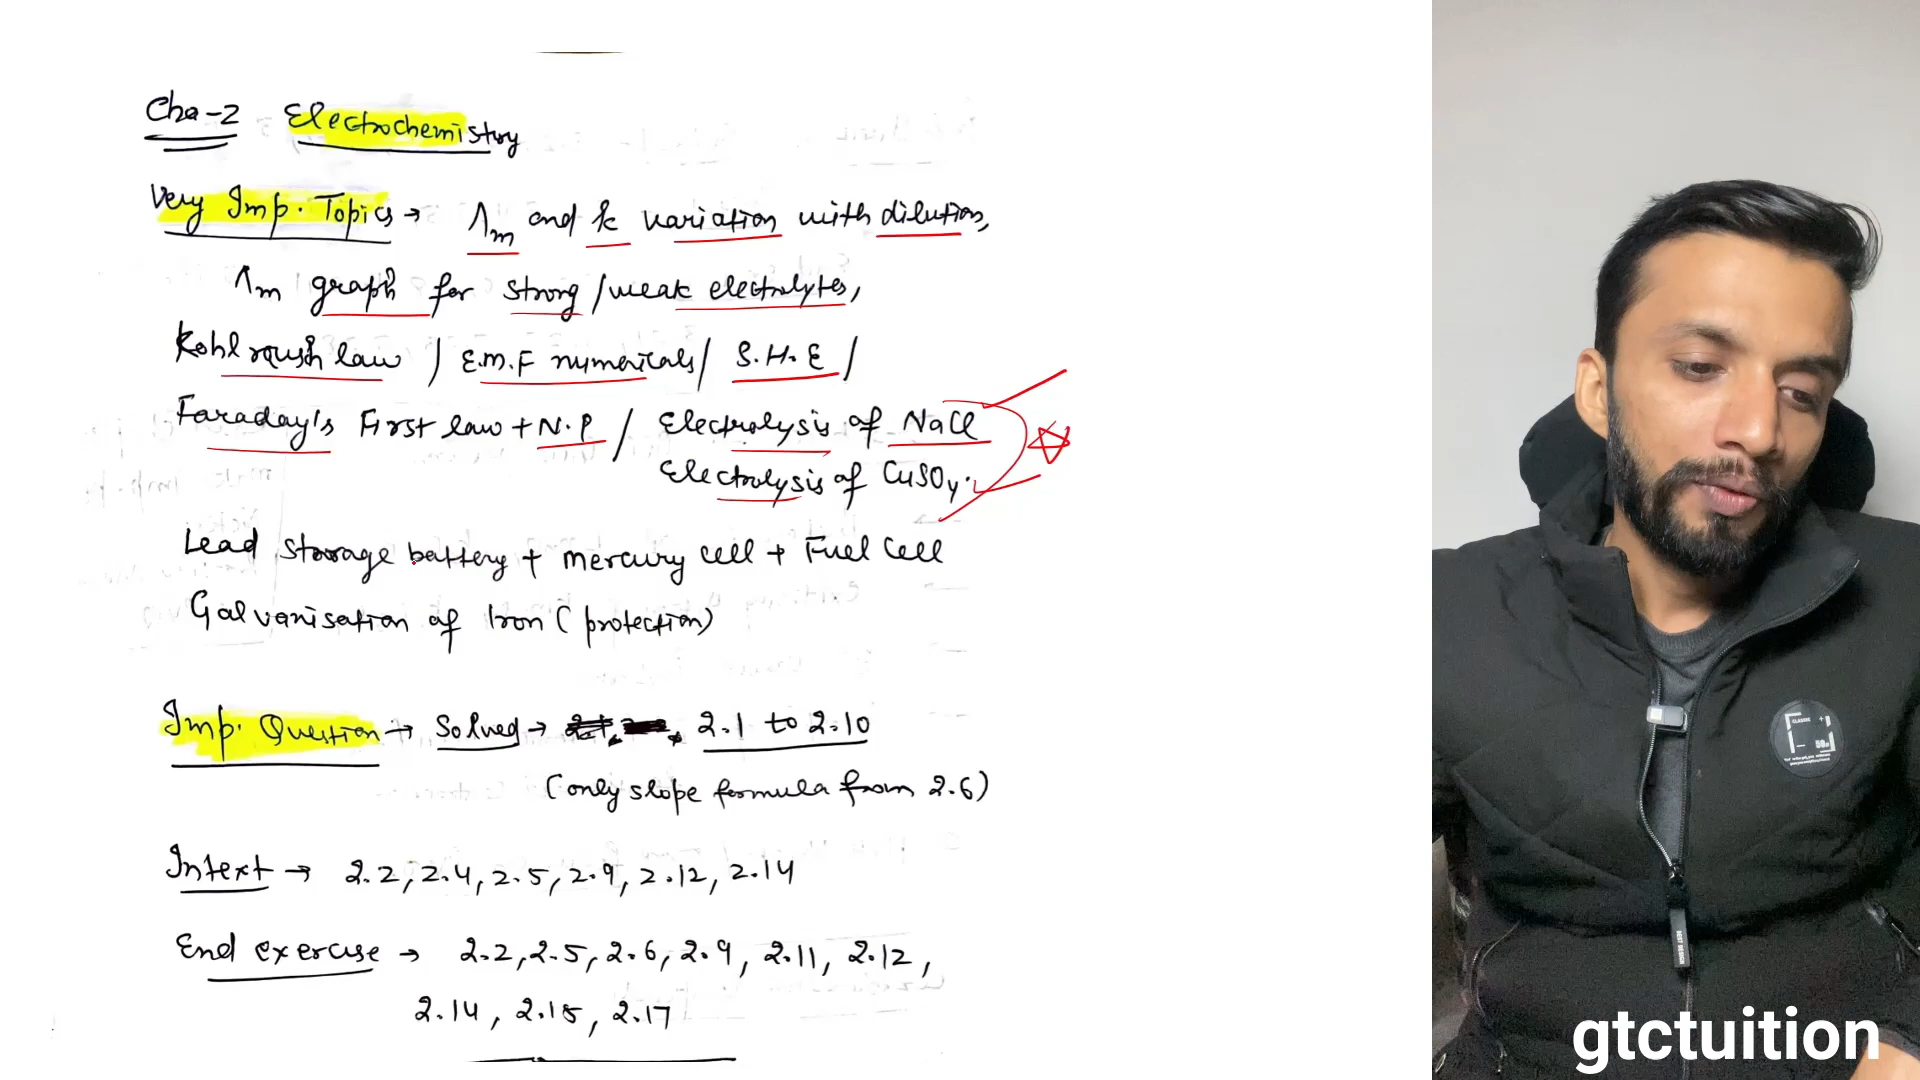 Cha-2 Electrochemistry
Very Imp. Topics → Λm and k variation with dilution,
Λm graph for strong/weak electrolytes,
Kohlraush law / E.M.F numericals / S.H.E /
Faraday's First law + N.P / Electrolysis of NaCl
Electrolysis of CuSO4.
Lead storage battery + mercury cell + Fuel Cell
Galvanisation of Iron (protection)
Imp. Question → Solved → 2.1 to 2.10
(only slope formula from 2.6)
Intext → 2.2, 2.4, 2.5, 2.9, 2.12, 2.14
End exercise → 2.2, 2.5, 2.6, 2.9, 2.11, 2.12,
2.14, 2.15, 2.17
CLASSIC
50
gtctuition